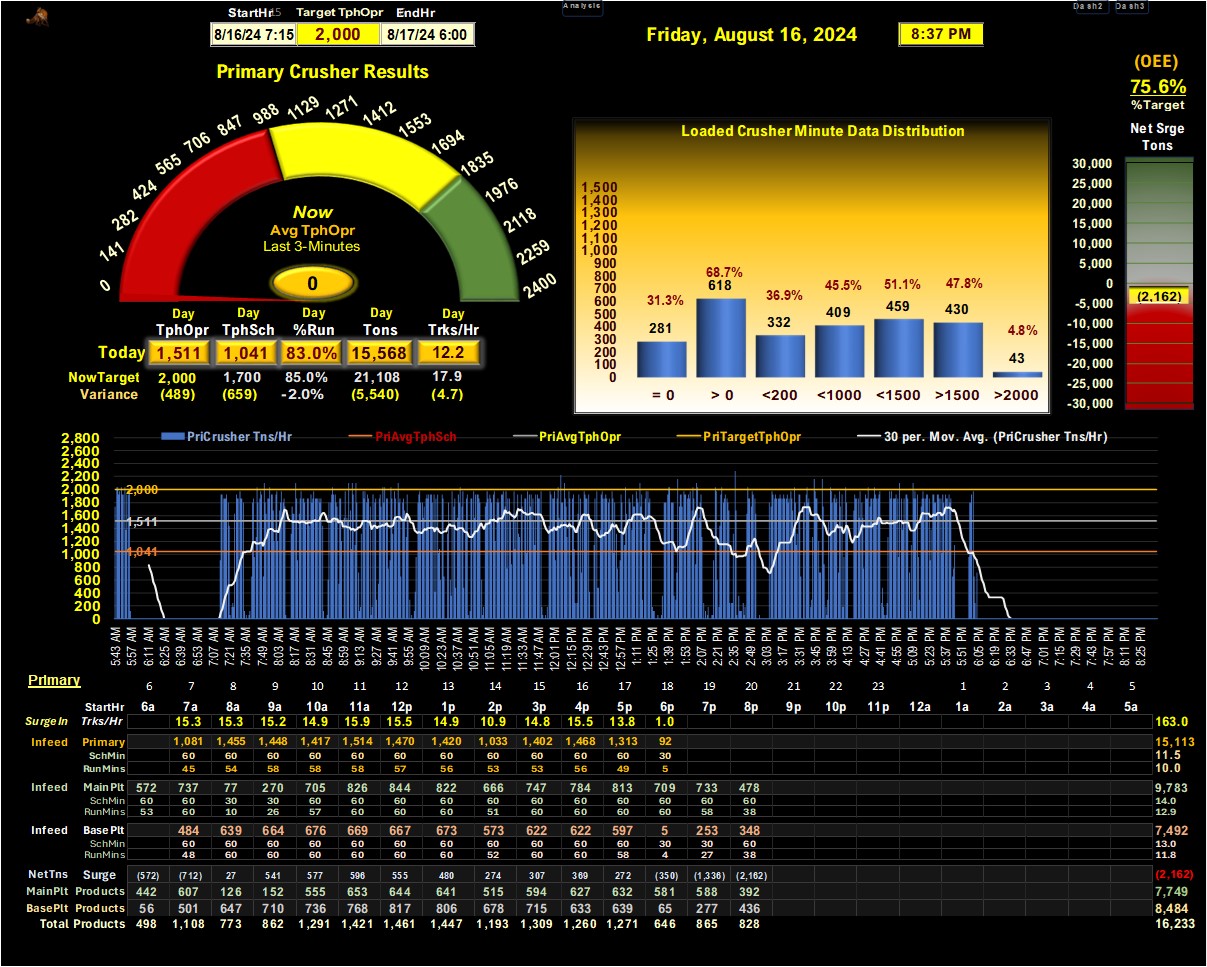 Analysis
Dash2 Dash3
StartHr15 Target TphOpr EndHr
8/16/24 7:15 2,000 8/17/24 6:00
Friday, August 16, 2024 8:37 PM
Primary Crusher Results
(OEE)
75.6%
%Target
Net Srge
Tons
0 141 282 424 565 706 847 988 1129 1271 1412 1553 1694 1835 1976 2118 2259 2400
Now
Avg TphOpr
Last 3-Minutes
0
Day Day Day Day Day
TphOpr TphSch %Run Tons Trks/Hr
Today 1,511 1,041 83.0% 15,568 12.2
NowTarget 2,000 1,700 85.0% 21,108 17.9
Variance (489) (659) -2.0% (5,540) (4.7)
Loaded Crusher Minute Data Distribution
1,500
1,400
1,300
1,200
1,100
1,000
900
800
700
600
500
400
300
200
100
0
31.3% 68.7% 36.9% 45.5% 51.1% 47.8% 4.8%
281 618 332 409 459 430 43
= 0 > 0 <200 <1000 <1500 >1500 >2000
30,000
25,000
20,000
15,000
10,000
5,000
0
(2,162)
-5,000
-10,000
-15,000
-20,000
-25,000
-30,000
PriCrusher Tns/Hr PriAvgTphSch PriAvgTphOpr PriTargetTphOpr 30 per. Mov. Avg. (PriCrusher Tns/Hr)
2,800
2,600
2,400
2,200
2,000
1,800
1,600
1,400
1,200
1,000
800
600
400
200
0
2,000
1,511
1,041
5:43 AM 5:57 AM 6:11 AM 6:25 AM 6:39 AM 6:53 AM 7:07 AM 7:21 AM 7:35 AM 7:49 AM 8:03 AM 8:17 AM 8:31 AM 8:45 AM 8:59 AM 9:13 AM 9:27 AM 9:41 AM 9:55 AM 10:09 AM 10:23 AM 10:37 AM 10:51 AM 11:05 AM 11:19 AM 11:33 AM 11:47 AM 12:01 PM 12:15 PM 12:29 PM 12:43 PM 12:57 PM 1:11 PM 1:25 PM 1:39 PM 1:53 PM 2:07 PM 2:21 PM 2:35 PM 2:49 PM 3:03 PM 3:17 PM 3:31 PM 3:45 PM 3:59 PM 4:13 PM 4:27 PM 4:41 PM 4:55 PM 5:09 PM 5:23 PM 5:37 PM 5:51 PM 6:05 PM 6:19 PM 6:33 PM 6:47 PM 7:01 PM 7:15 PM 7:29 PM 7:43 PM 7:57 PM 8:11 PM 8:25 PM
Primary 6 7 8 9 10 11 12 13 14 15 16 17 18 19 20 21 22 23 1 2 3 4 5
StartHr 6a 7a 8a 9a 10a 11a 12p 1p 2p 3p 4p 5p 6p 7p 8p 9p 10p 11p 12a 1a 2a 3a 4a 5a
SurgeIn Trks/Hr 15.3 15.3 15.2 14.9 15.9 15.5 14.9 10.9 14.8 15.5 13.8 1.0 163.0
Infeed Primary 1,081 1,455 1,448 1,417 1,514 1,470 1,420 1,033 1,402 1,468 1,313 92 15,113
SchMin 60 60 60 60 60 60 60 60 60 60 60 30 11.5
RunMins 45 54 58 58 58 57 56 53 53 56 49 5 10.0
Infeed MainPlt 572 737 77 270 705 826 844 822 666 747 784 813 709 733 478 9,783
SchMin 60 60 30 30 60 60 60 60 60 60 60 60 60 60 60 14.0
RunMins 53 60 10 26 57 60 60 60 51 60 60 60 60 58 38 12.9
Infeed Base Plt 484 639 664 676 669 667 673 573 622 622 597 5 253 348 7,492
SchMin 60 60 60 60 60 60 60 60 60 60 60 30 30 60 13.0
RunMins 48 60 60 60 60 60 60 52 60 60 58 4 27 38 11.8
NetTns Surge (572) (712) 27 541 577 596 555 480 274 307 369 272 (350) (1,336) (2,162) (2,162)
MainPlt Products 442 607 126 152 555 653 644 641 515 594 627 632 581 588 392 7,749
BasePlt Products 56 501 647 710 736 768 817 806 678 715 633 639 65 277 436 8,484
Total Products 498 1,108 773 862 1,291 1,421 1,461 1,447 1,193 1,309 1,260 1,271 646 865 828 16,233